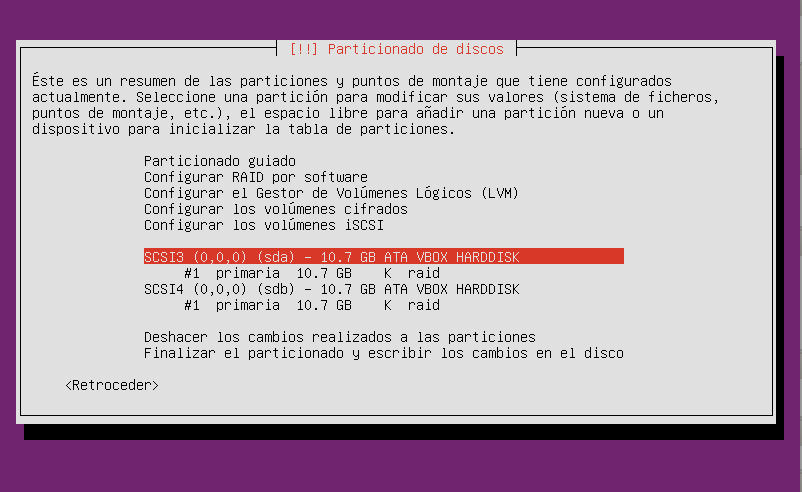 [!!] Particionado de discos
Éste es un resumen de las particiones y puntos de montaje que tiene configurados
actualmente. Seleccione una partición para modificar sus valores (sistema de ficheros,
puntos de montaje, etc.), el espacio libre para añadir una partición nueva o un
dispositivo para inicializar la tabla de particiones.
Particionado guiado
Configurar RAID por software
Configurar el Gestor de Volúmenes Lógicos (LVM)
Configurar los volúmenes cifrados
Configurar los volúmenes iSCSI
SCSI3 (0,0,0) (sda) - 10.7 GB ATA VBOX HARDDISK
#1 primaria 10.7 GB K raid
SCSI4 (0,0,0) (sdb) - 10.7 GB ATA VBOX HARDDISK
#1 primaria 10.7 GB K raid
Deshacer los cambios realizados a las particiones
Finalizar el particionado y escribir los cambios en el disco
<Retroceder>